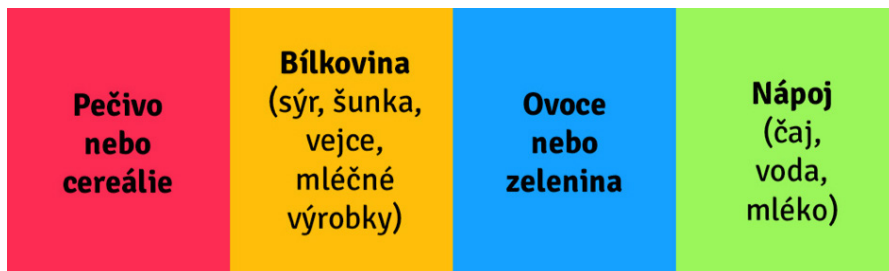 Pečivo
nebo
cereálie
Bílkovina
(sýr, šunka,
vejce,
mléčné
výrobky)
Ovoce
nebo
zelenina
Nápoj
(čaj,
voda,
mléko)